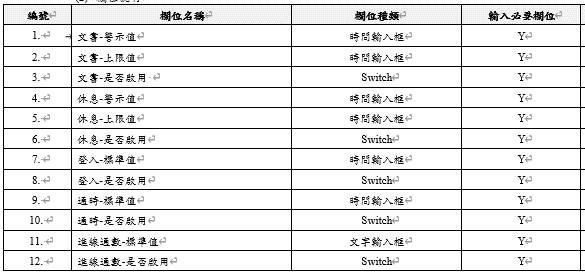 編號 欄位名稱 欄位種類 輸入必要欄位
1. 文書-警示值 時間輸入框 Y
2. 文書-上限值 時間輸入框 Y
3. 文書-是否啟用 Switch Y
4. 休息-警示值 時間輸入框 Y
5. 休息-上限值 時間輸入框 Y
6. 休息-是否啟用 Switch Y
7. 登入-標準值 時間輸入框 Y
8. 登入-是否啟用 Switch Y
9. 通時-標準值 時間輸入框 Y
10. 通時-是否啟用 Switch Y
11. 進線通數-標準值 文字輸入框 Y
12. 進線通數-是否啟用 Switch Y